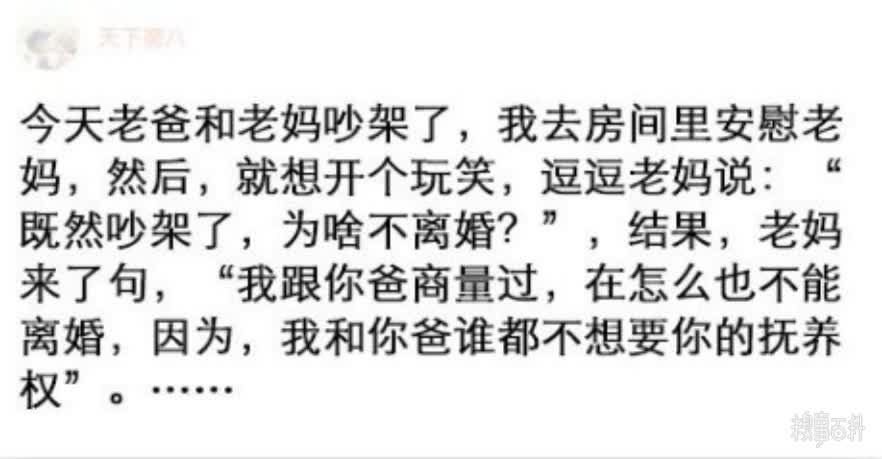 天下第八
今天老爸和老妈吵架了，我去房间里安慰老
妈，然后，就想开个玩笑，逗逗老妈说：“
既然吵架了，为啥不离婚？”，结果，老妈
来了句，“我跟你爸商量过，在怎么也不能
离婚，因为，我和你爸谁都不想要你的抚养
权”。……
糗事百科